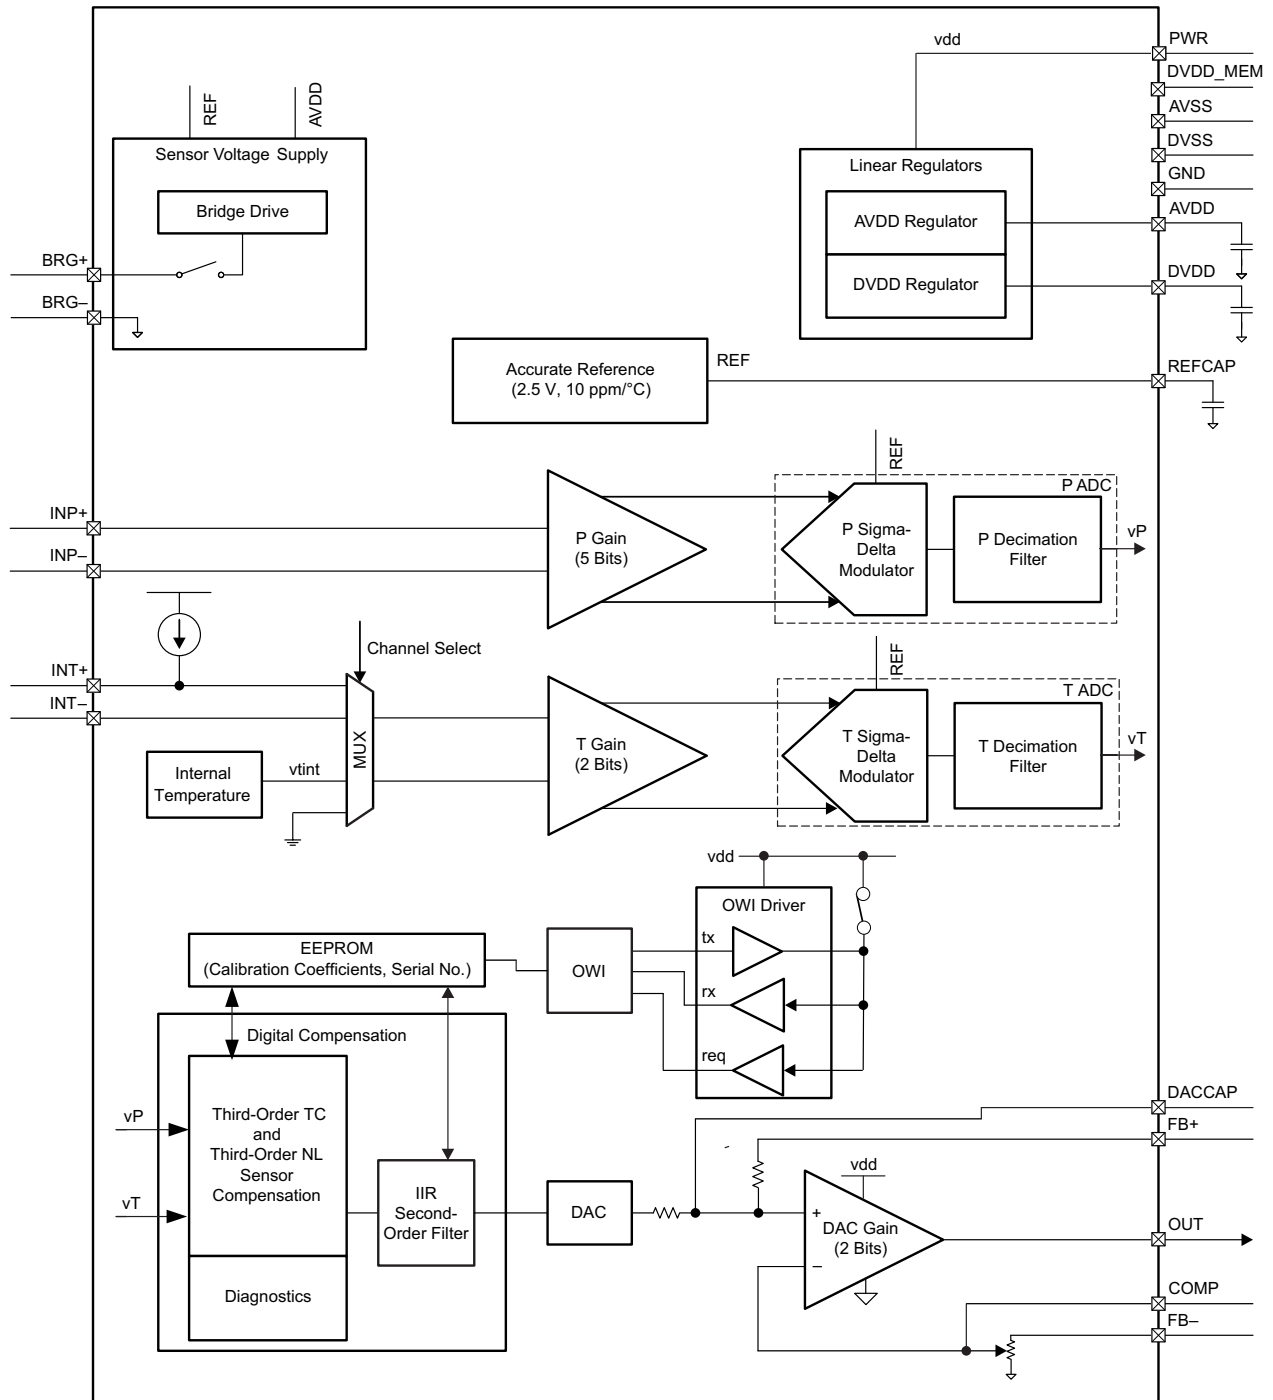 vdd
PWR
DVDD_MEM
AVSS
DVSS
GND
AVDD
DVDD
REFCAP
REF
AVDD
Sensor Voltage Supply
Bridge Drive
BRG+
BRG–
Linear Regulators
AVDD Regulator
DVDD Regulator
Accurate Reference
(2.5 V, 10 ppm/°C)
REF
INP+
INP–
P Gain
(5 Bits)
REF
P ADC
P Sigma-
Delta
Modulator
P Decimation
Filter
vP
INT+
INT–
Channel Select
MUX
Internal
Temperature
vtint
T Gain
(2 Bits)
REF
T ADC
T Sigma-
Delta
Modulator
T Decimation
Filter
vT
vdd
OWI Driver
tx
rx
req
OWI
EEPROM
(Calibration Coefficients, Serial No.)
Digital Compensation
vP
vT
Third-Order TC
and
Third-Order NL
Sensor
Compensation
Diagnostics
IIR
Second-
Order Filter
DAC
vdd
+
DAC Gain
(2 Bits)
–
DACCAP
FB+
OUT
COMP
FB–